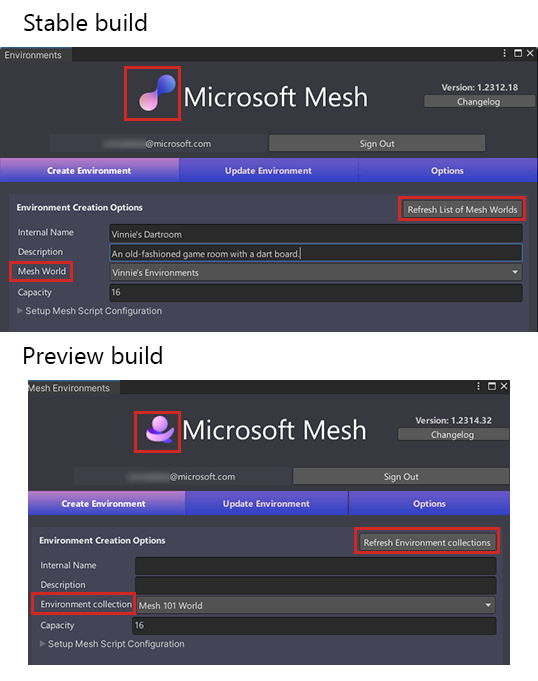 Stable build
Environments
Microsoft Mesh
Version: 1.2312.18
Changelog
@microsoft.com
Sign Out
Create Environment
Update Environment
Options
Environment Creation Options
Refresh List of Mesh Worlds
Internal Name
Vinnie's Dartroom
Description
An old-fashioned game room with a dart board.
Mesh World
Vinnie's Environments
Capacity
16
Setup Mesh Script Configuration
Preview build
Mesh Environments
Microsoft Mesh
Version: 1.2314.32
Changelog
@microsoft.com
Sign Out
Create Environment
Update Environment
Options
Environment Creation Options
Refresh Environment collections
Internal Name
Description
Environment collection
Mesh 101 World
Capacity
16
Setup Mesh Script Configuration